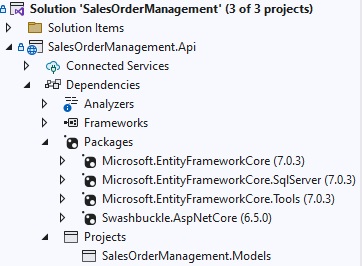 Solution 'SalesOrderManagement' (3 of 3 projects)
Solution Items
SalesOrderManagement.Api
Connected Services
Dependencies
Analyzers
Frameworks
Packages
Microsoft.EntityFrameworkCore (7.0.3)
Microsoft.EntityFrameworkCore.SqlServer (7.0.3)
Microsoft.EntityFrameworkCore.Tools (7.0.3)
Swashbuckle.AspNetCore (6.5.0)
Projects
SalesOrderManagement.Models